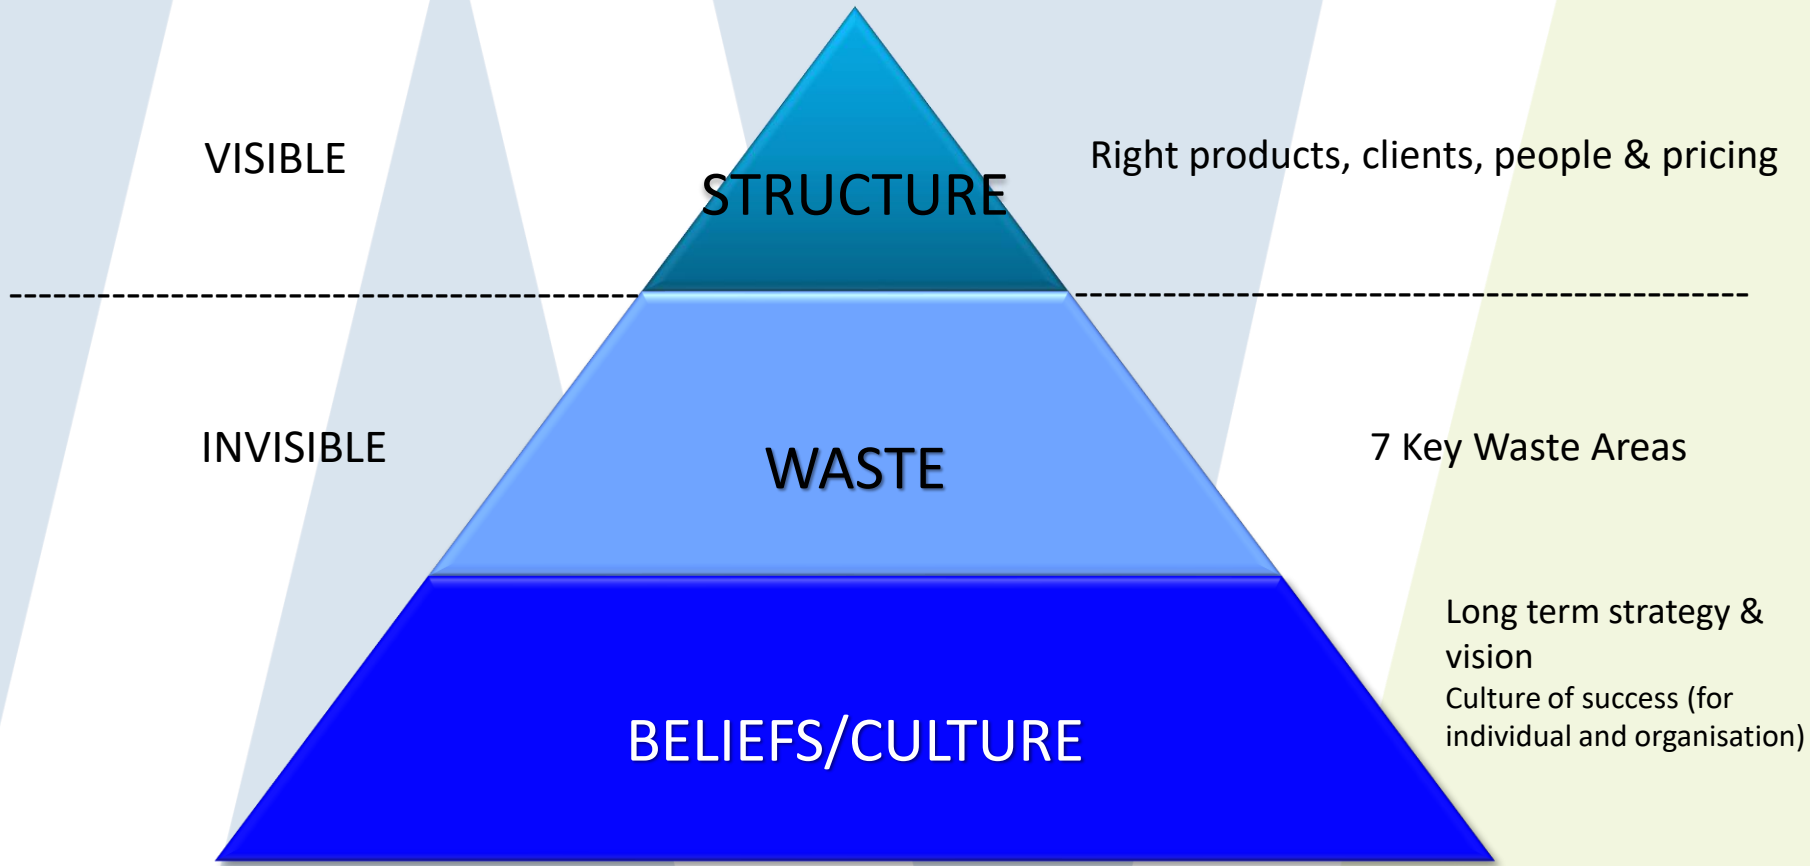 VISIBLE
STRUCTURE
Right products, clients, people & pricing
INVISIBLE
WASTE
7 Key Waste Areas
BELIEFS/CULTURE
Long term strategy &
vision
Culture of success (for
individual and organisation)